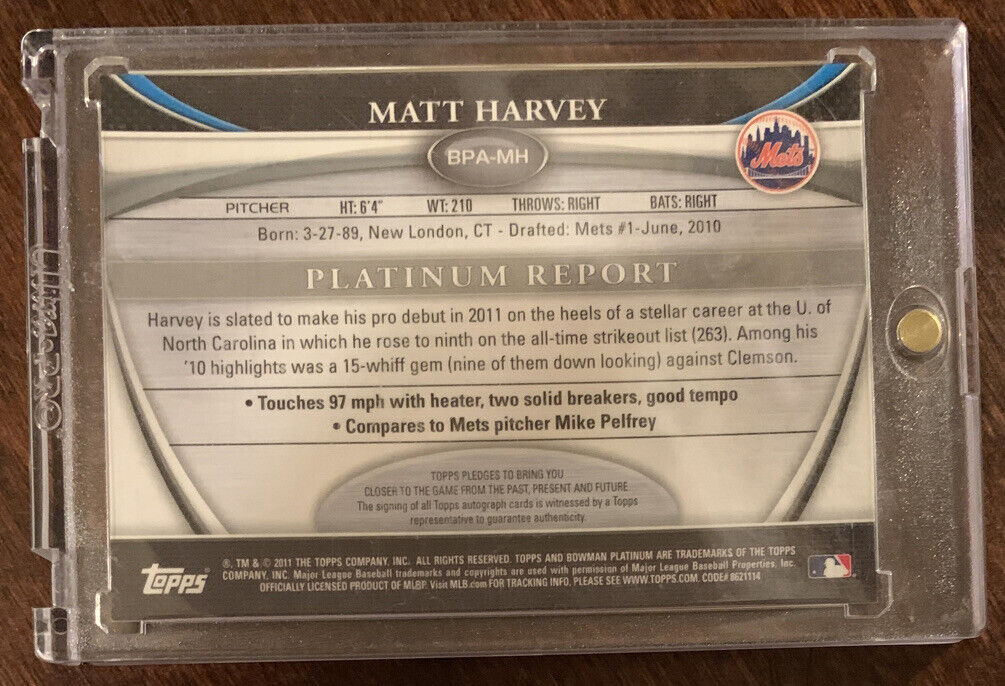 MATT HARVEY
BPA-MH
Mets
PITCHER HT: 6'4" WT: 210 THROWS: RIGHT BATS: RIGHT
Born: 3-27-89, New London, CT - Drafted: Mets #1-June, 2010
PLATINUM REPORT
Harvey is slated to make his pro debut in 2011 on the heels of a stellar career at the U. of
North Carolina in which he rose to ninth on the all-time strikeout list (263). Among his
'10 highlights was a 15-whiff gem (nine of them down looking) against Clemson.
• Touches 97 mph with heater, two solid breakers, good tempo
• Compares to Mets pitcher Mike Pelfrey
TOPPS PLEDGES TO BRING YOU
CLOSER TO THE GAME FROM THE PAST, PRESENT AND FUTURE.
The signing of all Topps autograph cards is witnessed by a Topps
representative to guarantee authenticity.
topps
®, TM & © 2011 THE TOPPS COMPANY, INC. ALL RIGHTS RESERVED. TOPPS AND BOWMAN PLATINUM ARE TRADEMARKS OF THE TOPPS
COMPANY, INC. Major League Baseball trademarks and copyrights are used with permission of Major League Baseball Properties, Inc.
OFFICIALLY LICENSED PRODUCT OF MLBP. Visit MLB.com FOR TRACKING INFO, PLEASE SEE WWW.TOPPS.COM. CODE# 8621114